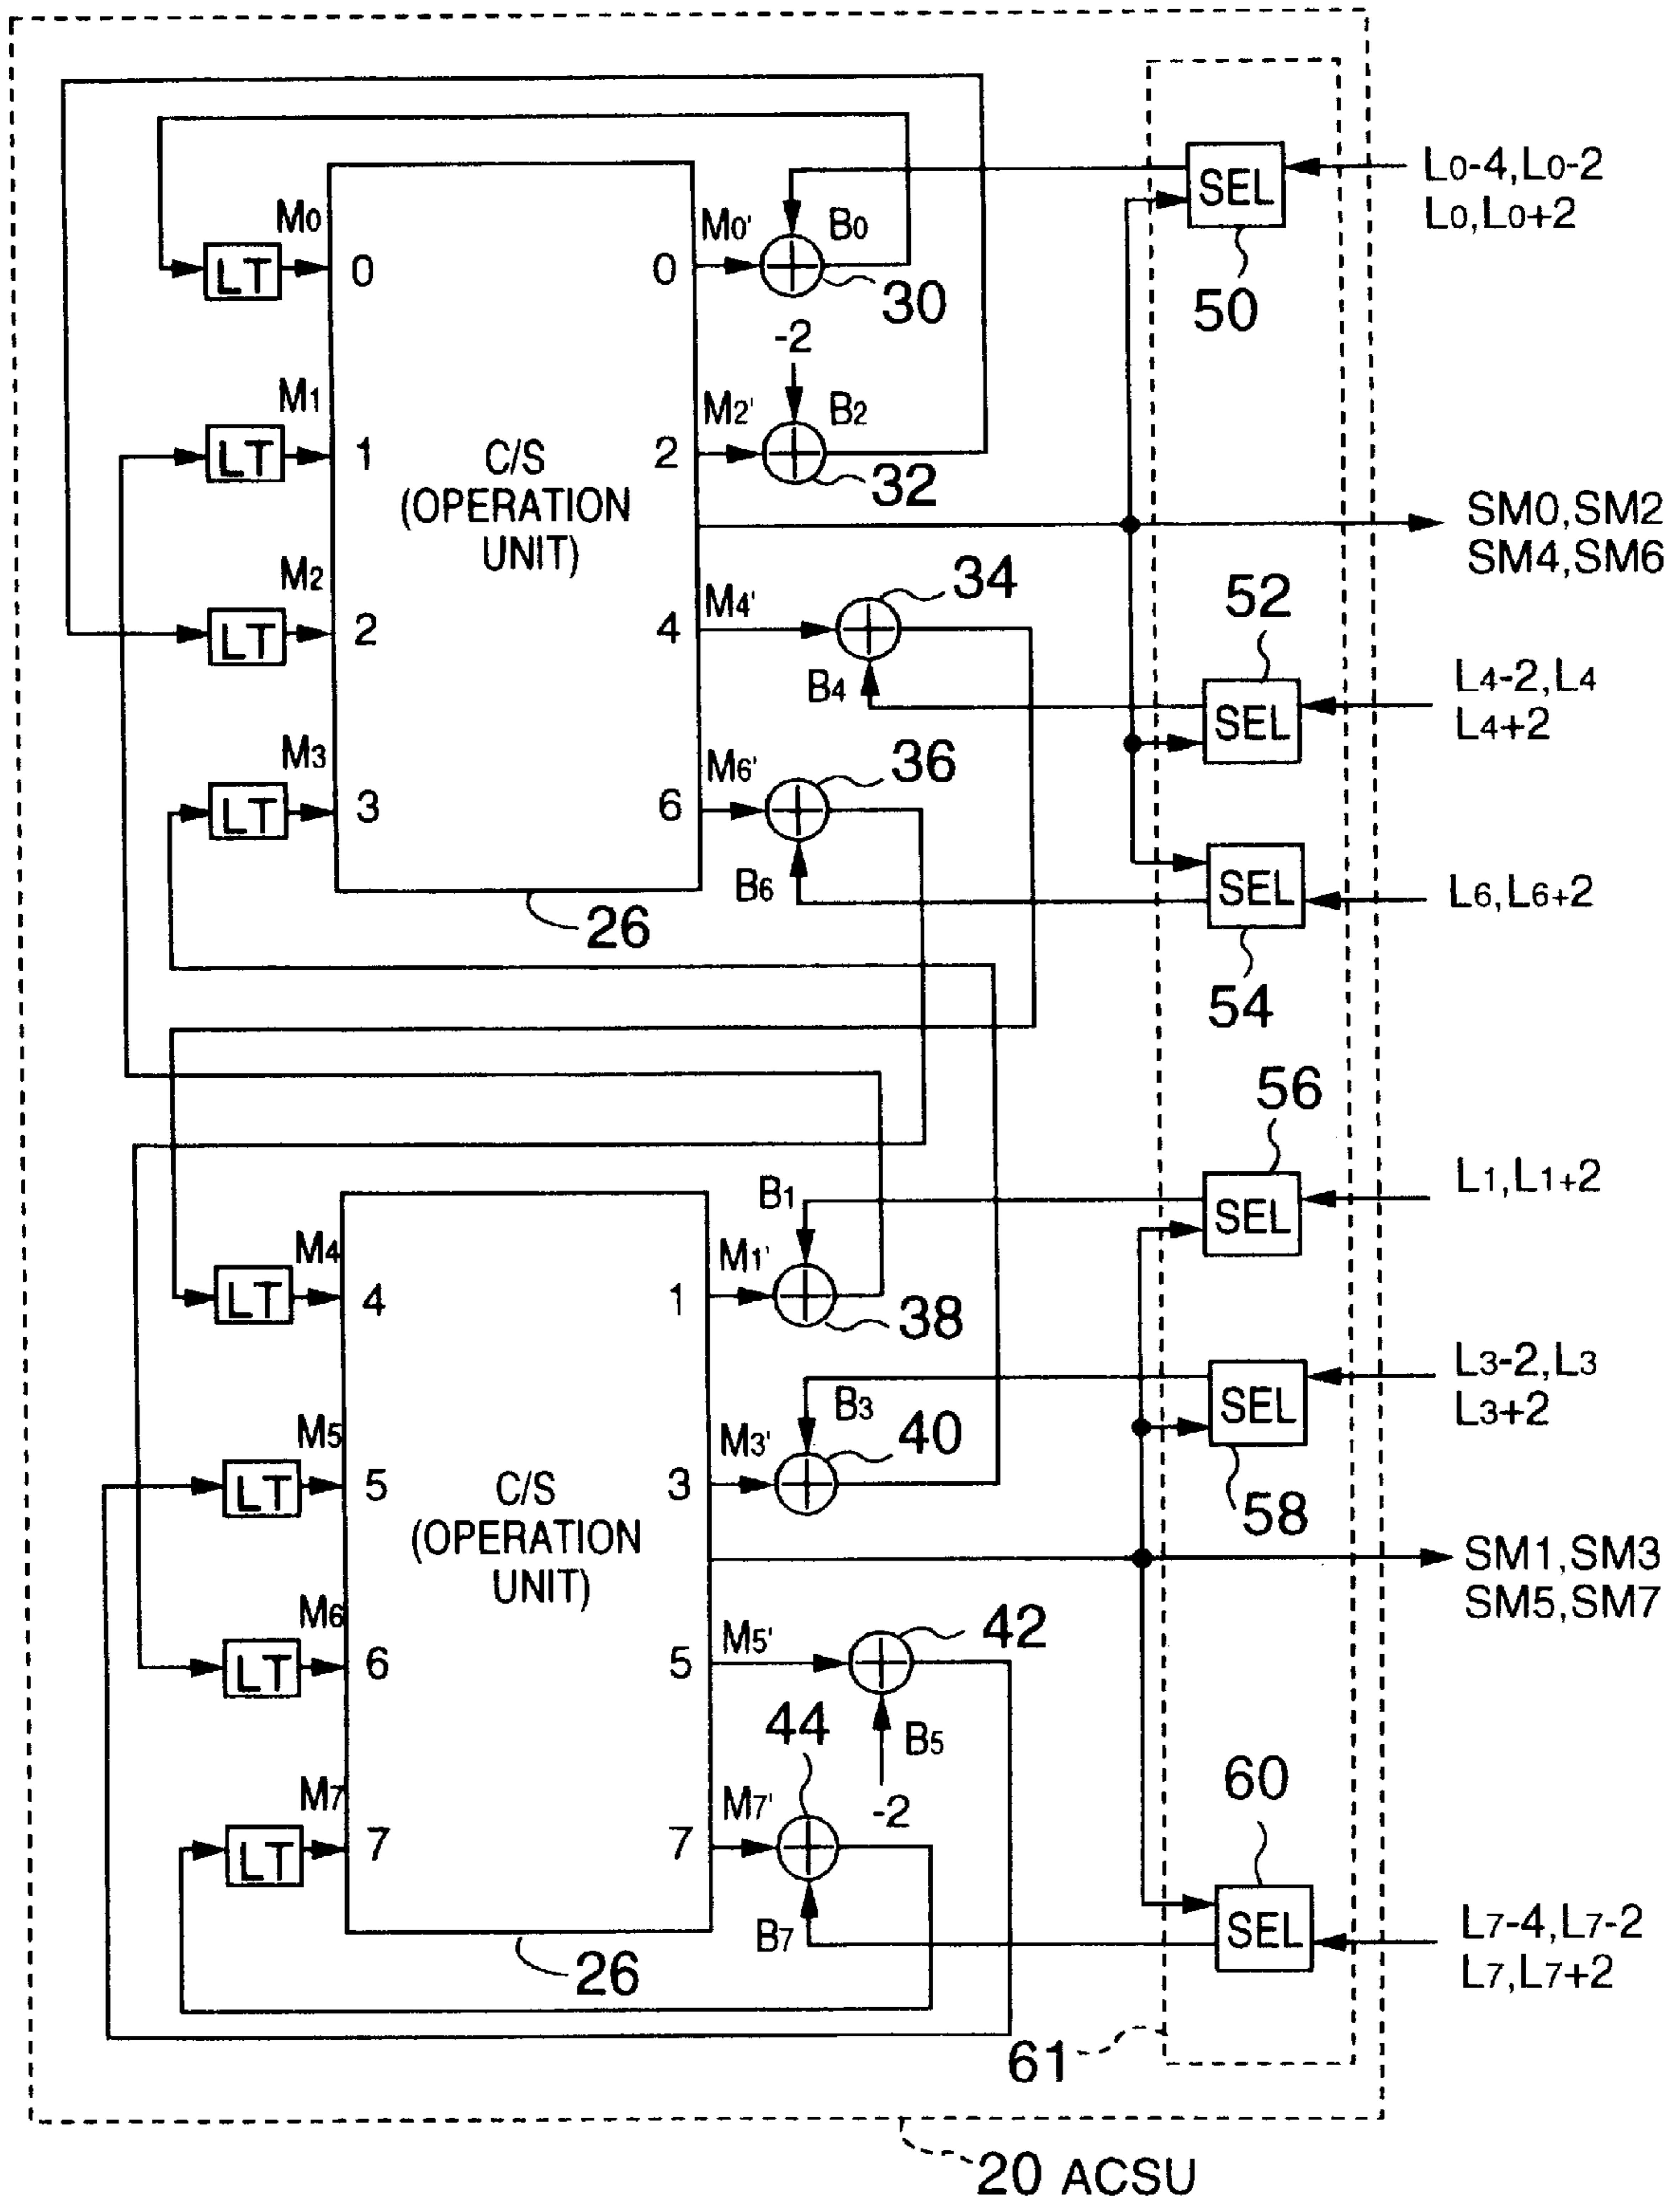 L0-4,L0-2
L0,L0+2
SEL
50
M0
LT
0
0
M0'
B0
30
-2
M1
LT
1
2
M2'
B2
32
C/S
(OPERATION
UNIT)
SM0,SM2
SM4,SM6
M2
LT
2
4
M4'
34
B4
52
SEL
L4-2,L4
L4+2
M3
LT
3
6
M6'
36
B6
SEL
L6,L6+2
54
26
56
SEL
L1,L1+2
B1
M4
LT
4
1
M1'
38
L3-2,L3
L3+2
SEL
58
B3
M5
LT
5
3
M3'
40
C/S
(OPERATION
UNIT)
SM1,SM3
SM5,SM7
M6
LT
6
5
M5'
42
B5
-2
44
M7
LT
7
7
M7'
B7
60
SEL
L7-4,L7-2
L7,L7+2
26
61
20 ACSU